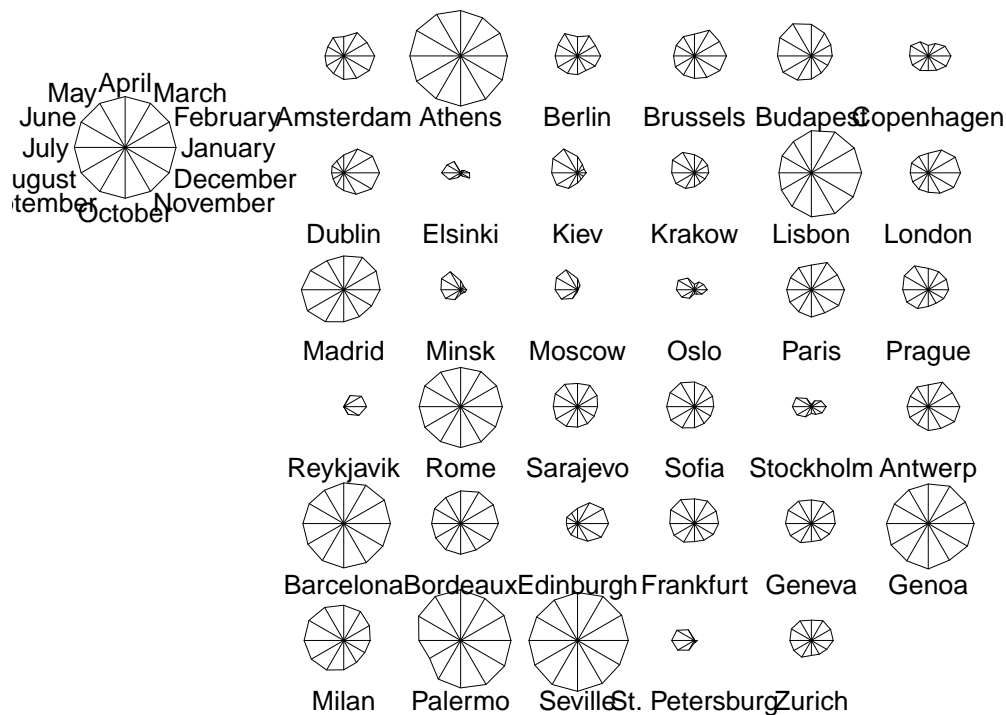 April
May March
June February
July January
ugust December
tember November
October
Amsterdam Athens Berlin Brussels Budapest Copenhagen
Dublin Elsinki Kiev Krakow Lisbon London
Madrid Minsk Moscow Oslo Paris Prague
Reykjavik Rome Sarajevo Sofia Stockholm Antwerp
Barcelona Bordeaux Edinburgh Frankfurt Geneva Genoa
Milan Palermo Seville St. Petersburg Zurich